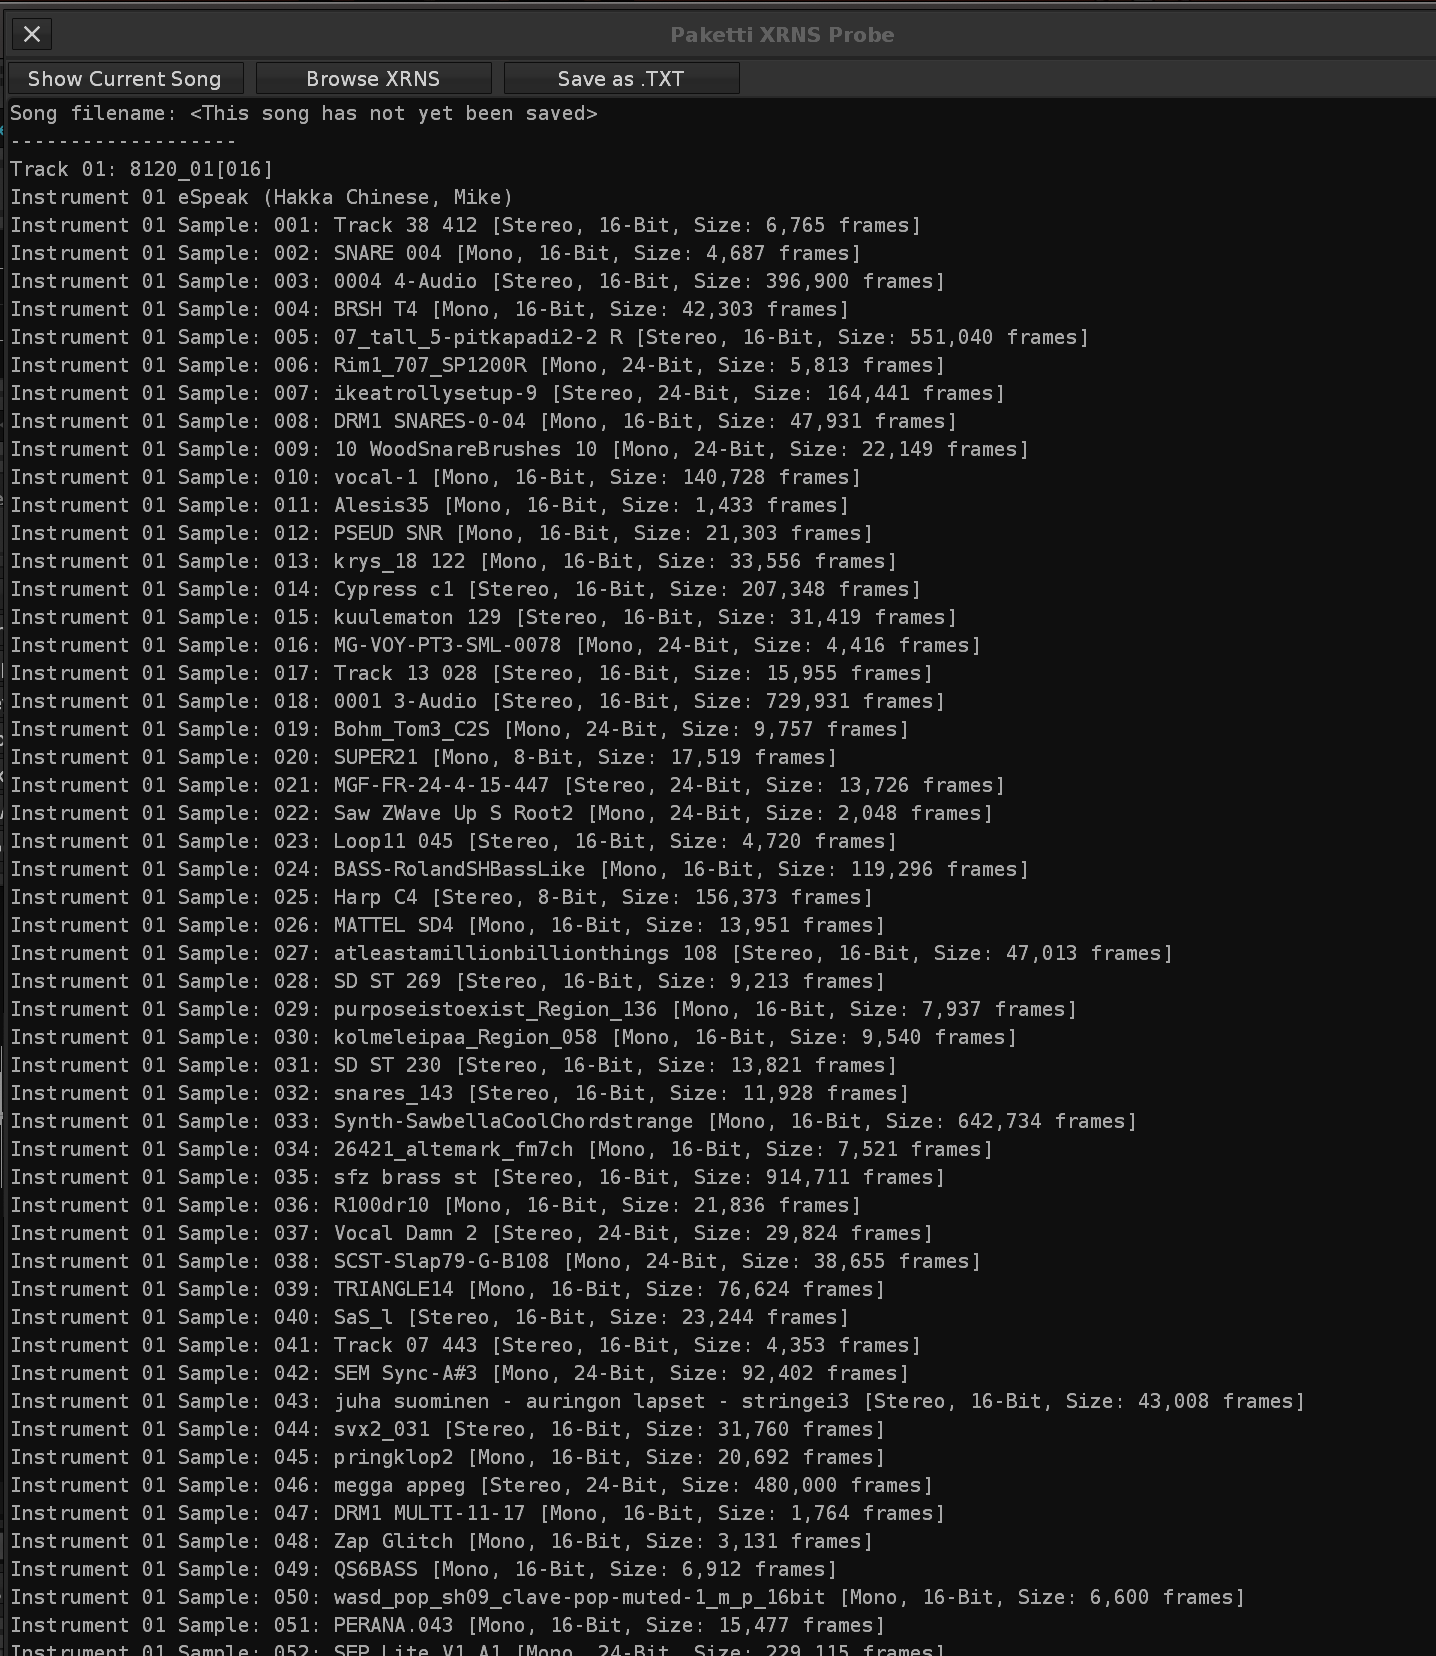 Paketti XRNS Probe
Show Current Song
Browse XRNS
Save as .TXT
Song filename: <This song has not yet been saved>
-------------------
Track 01: 8120_01[016]
Instrument 01 eSpeak (Hakka Chinese, Mike)
Instrument 01 Sample: 001: Track 38 412 [Stereo, 16-Bit, Size: 6,765 frames]
Instrument 01 Sample: 002: SNARE 004 [Mono, 16-Bit, Size: 4,687 frames]
Instrument 01 Sample: 003: 0004 4-Audio [Stereo, 16-Bit, Size: 396,900 frames]
Instrument 01 Sample: 004: BRSH T4 [Mono, 16-Bit, Size: 42,303 frames]
Instrument 01 Sample: 005: 07_tall_5-pitkapadi2-2 R [Stereo, 16-Bit, Size: 551,040 frames]
Instrument 01 Sample: 006: Rim1_707_SP1200R [Mono, 24-Bit, Size: 5,813 frames]
Instrument 01 Sample: 007: ikeatrollysetup-9 [Stereo, 24-Bit, Size: 164,441 frames]
Instrument 01 Sample: 008: DRM1 SNARES-0-04 [Mono, 16-Bit, Size: 47,931 frames]
Instrument 01 Sample: 009: 10 WoodSnareBrushes 10 [Mono, 24-Bit, Size: 22,149 frames]
Instrument 01 Sample: 010: vocal-1 [Mono, 16-Bit, Size: 140,728 frames]
Instrument 01 Sample: 011: Alesis35 [Mono, 16-Bit, Size: 1,433 frames]
Instrument 01 Sample: 012: PSEUD SNR [Mono, 16-Bit, Size: 21,303 frames]
Instrument 01 Sample: 013: krys_18 122 [Mono, 16-Bit, Size: 33,556 frames]
Instrument 01 Sample: 014: Cypress c1 [Stereo, 16-Bit, Size: 207,348 frames]
Instrument 01 Sample: 015: kuulematon 129 [Stereo, 16-Bit, Size: 31,419 frames]
Instrument 01 Sample: 016: MG-VOY-PT3-SML-0078 [Mono, 24-Bit, Size: 4,416 frames]
Instrument 01 Sample: 017: Track 13 028 [Stereo, 16-Bit, Size: 15,955 frames]
Instrument 01 Sample: 018: 0001 3-Audio [Stereo, 16-Bit, Size: 729,931 frames]
Instrument 01 Sample: 019: Bohm_Tom3_C2S [Mono, 24-Bit, Size: 9,757 frames]
Instrument 01 Sample: 020: SUPER21 [Mono, 8-Bit, Size: 17,519 frames]
Instrument 01 Sample: 021: MGF-FR-24-4-15-447 [Stereo, 24-Bit, Size: 13,726 frames]
Instrument 01 Sample: 022: Saw ZWave Up S Root2 [Mono, 24-Bit, Size: 2,048 frames]
Instrument 01 Sample: 023: Loop11 045 [Stereo, 16-Bit, Size: 4,720 frames]
Instrument 01 Sample: 024: BASS-RolandSHBassLike [Mono, 16-Bit, Size: 119,296 frames]
Instrument 01 Sample: 025: Harp C4 [Stereo, 8-Bit, Size: 156,373 frames]
Instrument 01 Sample: 026: MATTEL SD4 [Mono, 16-Bit, Size: 13,951 frames]
Instrument 01 Sample: 027: atleastamillionbillionthings 108 [Stereo, 16-Bit, Size: 47,013 frames]
Instrument 01 Sample: 028: SD ST 269 [Stereo, 16-Bit, Size: 9,213 frames]
Instrument 01 Sample: 029: purposeistoexist_Region_136 [Mono, 16-Bit, Size: 7,937 frames]
Instrument 01 Sample: 030: kolmeleipaa_Region_058 [Mono, 16-Bit, Size: 9,540 frames]
Instrument 01 Sample: 031: SD ST 230 [Stereo, 16-Bit, Size: 13,821 frames]
Instrument 01 Sample: 032: snares_143 [Stereo, 16-Bit, Size: 11,928 frames]
Instrument 01 Sample: 033: Synth-SawbellaCoolChordstrange [Mono, 16-Bit, Size: 642,734 frames]
Instrument 01 Sample: 034: 26421_altemark_fm7ch [Mono, 16-Bit, Size: 7,521 frames]
Instrument 01 Sample: 035: sfz brass st [Stereo, 16-Bit, Size: 914,711 frames]
Instrument 01 Sample: 036: R100dr10 [Mono, 16-Bit, Size: 21,836 frames]
Instrument 01 Sample: 037: Vocal Damn 2 [Stereo, 24-Bit, Size: 29,824 frames]
Instrument 01 Sample: 038: SCST-Slap79-G-B108 [Mono, 24-Bit, Size: 38,655 frames]
Instrument 01 Sample: 039: TRIANGLE14 [Mono, 16-Bit, Size: 76,624 frames]
Instrument 01 Sample: 040: SaS_l [Stereo, 16-Bit, Size: 23,244 frames]
Instrument 01 Sample: 041: Track 07 443 [Stereo, 16-Bit, Size: 4,353 frames]
Instrument 01 Sample: 042: SEM Sync-A#3 [Mono, 24-Bit, Size: 92,402 frames]
Instrument 01 Sample: 043: juha suominen - auringon lapset - stringei3 [Stereo, 16-Bit, Size: 43,008 frames]
Instrument 01 Sample: 044: svx2_031 [Stereo, 16-Bit, Size: 31,760 frames]
Instrument 01 Sample: 045: pringklop2 [Mono, 16-Bit, Size: 20,692 frames]
Instrument 01 Sample: 046: megga appeg [Stereo, 24-Bit, Size: 480,000 frames]
Instrument 01 Sample: 047: DRM1 MULTI-11-17 [Mono, 16-Bit, Size: 1,764 frames]
Instrument 01 Sample: 048: Zap Glitch [Mono, 16-Bit, Size: 3,131 frames]
Instrument 01 Sample: 049: QS6BASS [Mono, 16-Bit, Size: 6,912 frames]
Instrument 01 Sample: 050: wasd_pop_sh09_clave-pop-muted-1_m_p_16bit [Mono, 16-Bit, Size: 6,600 frames]
Instrument 01 Sample: 051: PERANA.043 [Mono, 16-Bit, Size: 15,477 frames]
Instrument 01 Sample: 052: SEP Lite V1 A1 [Mono, 24-Bit, Size: 229,115 frames]